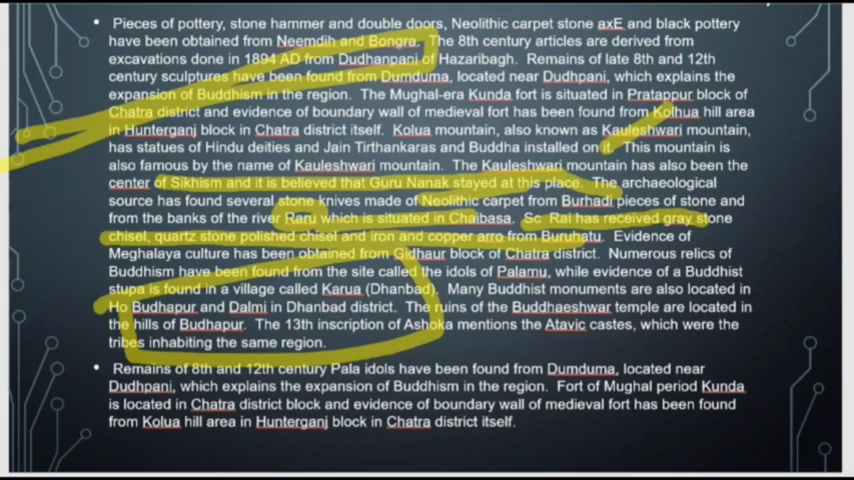 Pieces of pottery, stone hammer and double doors, Neolithic carpet stone axE and black pottery
have been obtained from Neemdih and Bongra. The 8th century articles are derived from
excavations done in 1894 AD from Dudhanpani of Hazaribagh. Remains of late 8th and 12th
century sculptures have been found from Dumduma, located near Dudhpani, which explains the
expansion of Buddhism in the region. The Mughal-era Kunda fort is situated in Pratappur block of
Chatra district and evidence of boundary wall of medieval fort has been found from Kolhua hill area
in Hunterganj block in Chatra district itself. Kolua mountain, also known as Kauleshwari mountain,
has statues of Hindu deities and Jain Tirthankaras and Buddha installed on it. This mountain is
also famous by the name of Kauleshwari mountain. The Kauleshwari mountain has also been the
center of Sikhism and it is believed that Guru Nanak stayed at this place. The archaeological
source has found several stone knives made of Neolithic carpet from Burhadi pieces of stone and
from the banks of the river Raru which is situated in Chaibasa. Sc Rai has received gray stone
chisel, quartz stone polished chisel and iron and copper arro from Buruhatu. Evidence of
Meghalaya culture has been obtained from Gidhaur block of Chatra district. Numerous relics of
Buddhism have been found from the site called the idols of Palamu, while evidence of a Buddhist
stupa is found in a village called Karua (Dhanbad). Many Buddhist monuments are also located in
Ho Budhapur and Dalmi in Dhanbad district. The ruins of the Buddhaeshwar temple are located in
the hills of Budhapur. The 13th inscription of Ashoka mentions the Atavic castes, which were the
tribes inhabiting the same region.
Remains of 8th and 12th century Pala idols have been found from Dumduma, located near
Dudhpani, which explains the expansion of Buddhism in the region. Fort of Mughal period Kunda
is located in Chatra district block and evidence of boundary wall of medieval fort has been found
from Kolua hill area in Hunterganj block in Chatra district itself.